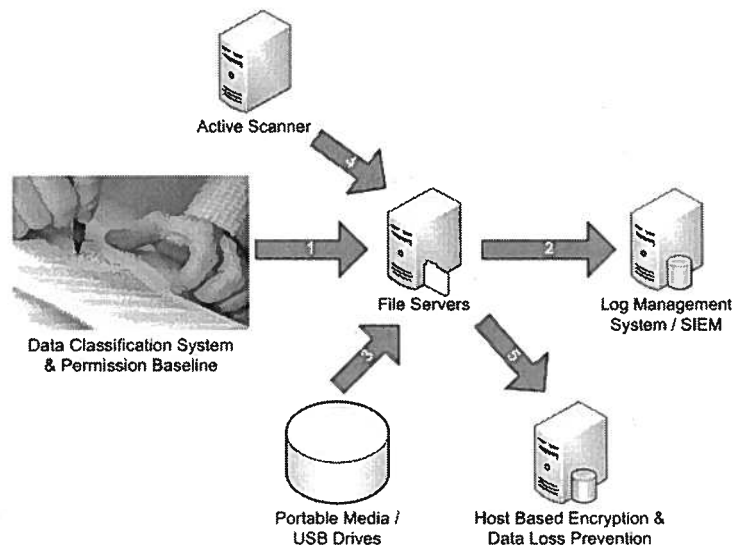 Active Scanner
4
1
2
File Servers
Log Management
System / SIEM
Data Classification System
& Permission Baseline
3
5
Portable Media /
USB Drives
Host Based Encryption &
Data Loss Prevention